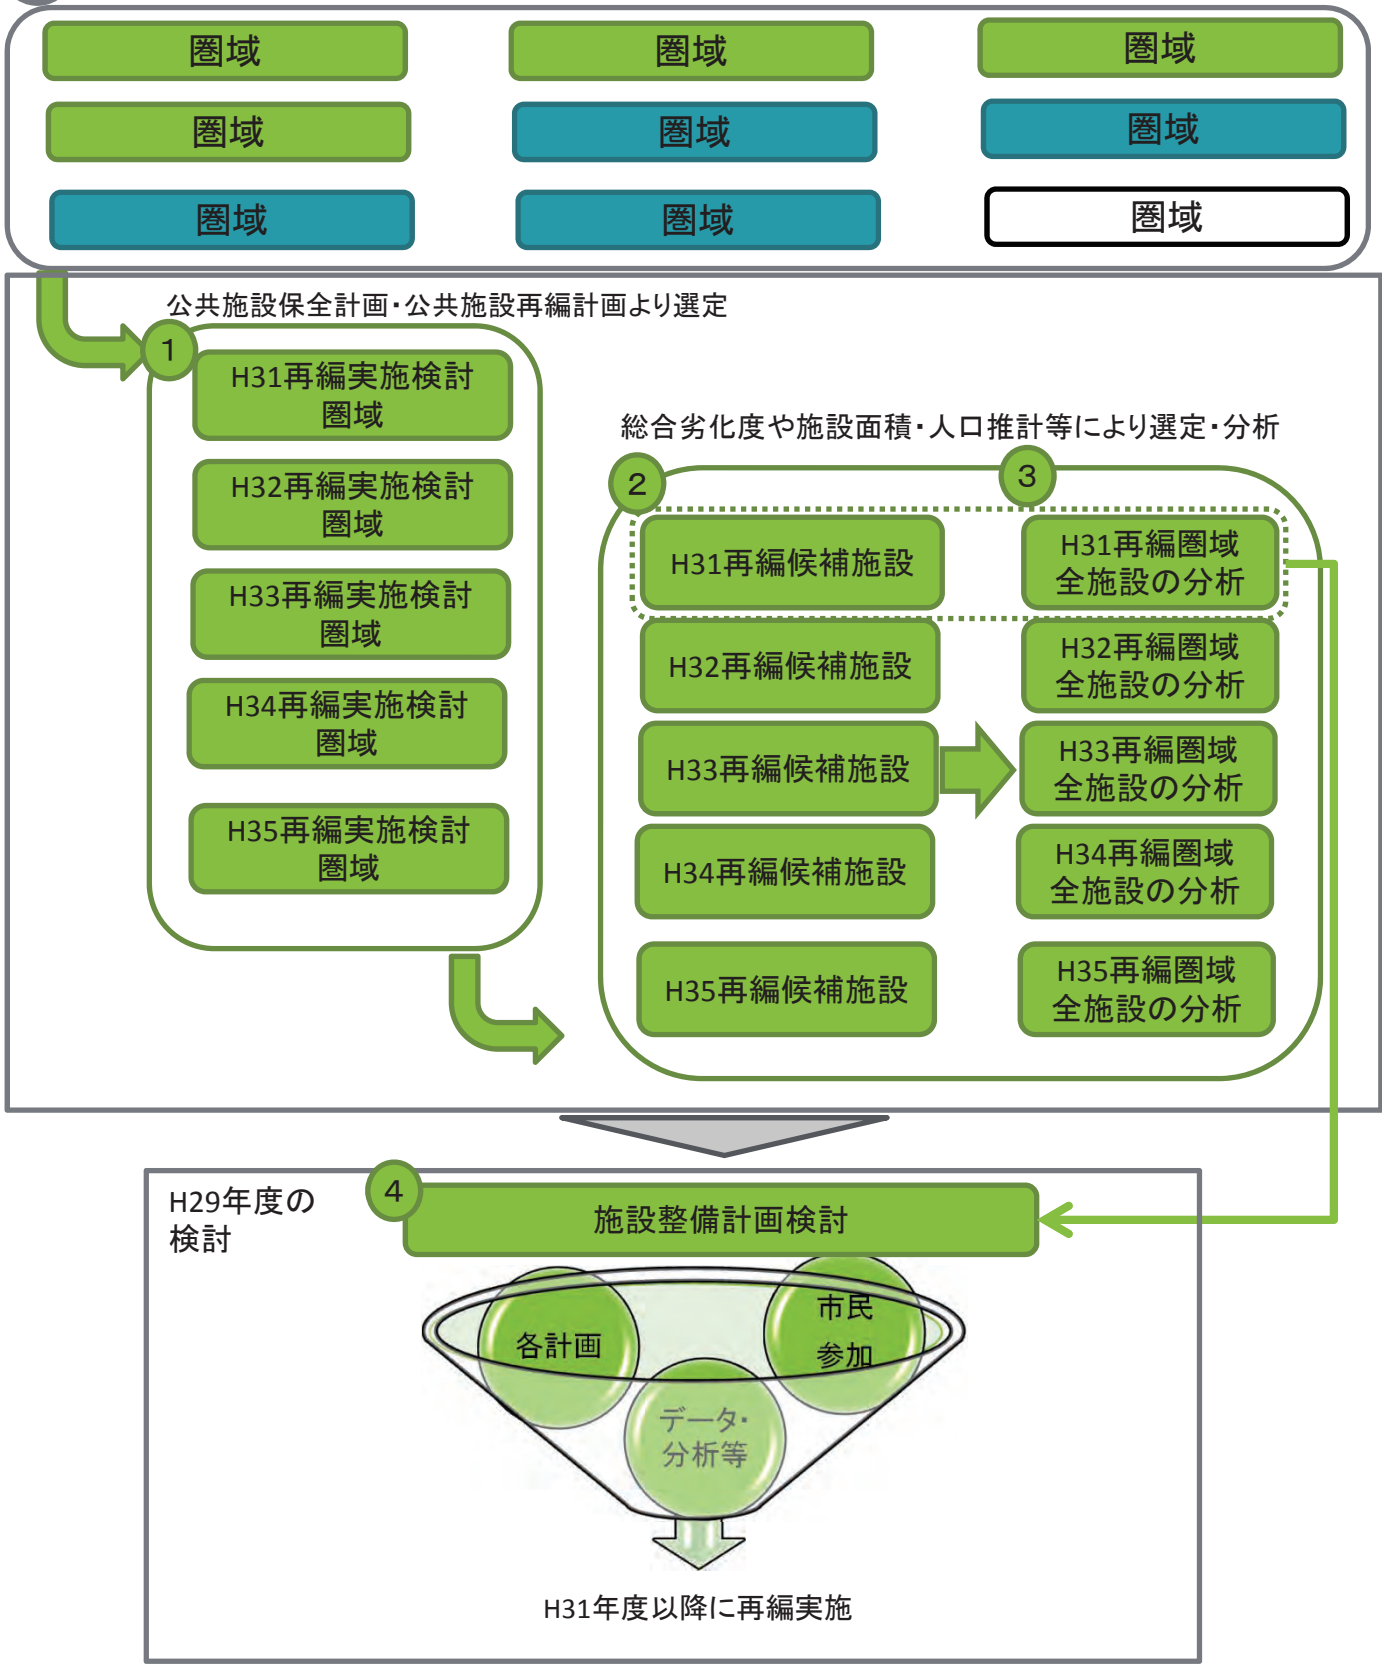 圏域
圏域
圏域
圏域
圏域
圏域
圏域
圏域
圏域
公共施設保全計画・公共施設再編計画より選定
1
H31再編実施検討
圏域
H32再編実施検討
圏域
H33再編実施検討
圏域
H34再編実施検討
圏域
H35再編実施検討
圏域
総合劣化度や施設面積・人口推計等により選定・分析
2
3
H31再編候補施設
H31再編圏域
全施設の分析
H32再編候補施設
H32再編圏域
全施設の分析
H33再編候補施設
H33再編圏域
全施設の分析
H34再編候補施設
H34再編圏域
全施設の分析
H35再編候補施設
H35再編圏域
全施設の分析
H29年度の
検討
4
施設整備計画検討
各計画
市民
参加
データ・
分析等
H31年度以降に再編実施